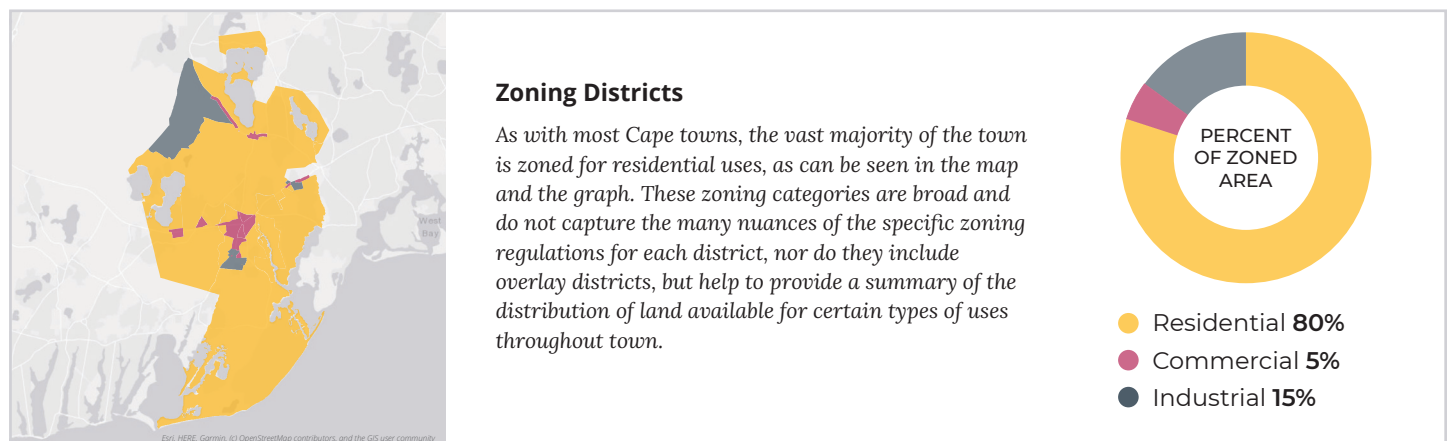 Zoning Districts
As with most Cape towns, the vast majority of the town
is zoned for residential uses, as can be seen in the map
and the graph. These zoning categories are broad and
do not capture the many nuances of the specific zoning
regulations for each district, nor do they include
overlay districts, but help to provide a summary of the
distribution of land available for certain types of uses
throughout town.
West
Bay
Esri, HERE, Garmin, (c) OpenStreetMap contributors, and the GIS user community
PERCENT
OF ZONED
AREA
Residential 80%
Commercial 5%
Industrial 15%